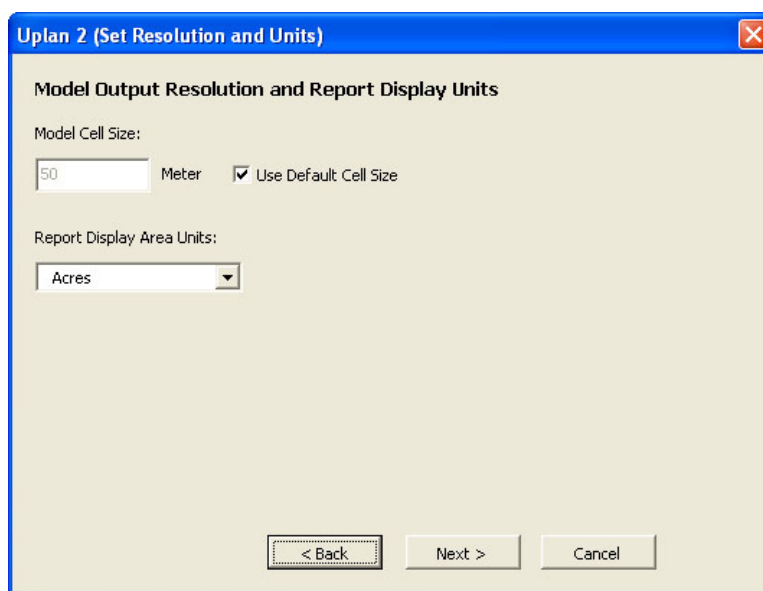 Uplan 2 (Set Resolution and Units)
Model Output Resolution and Report Display Units
Model Cell Size:
50 Meter Use Default Cell Size
Report Display Area Units:
Acres
< Back Next > Cancel